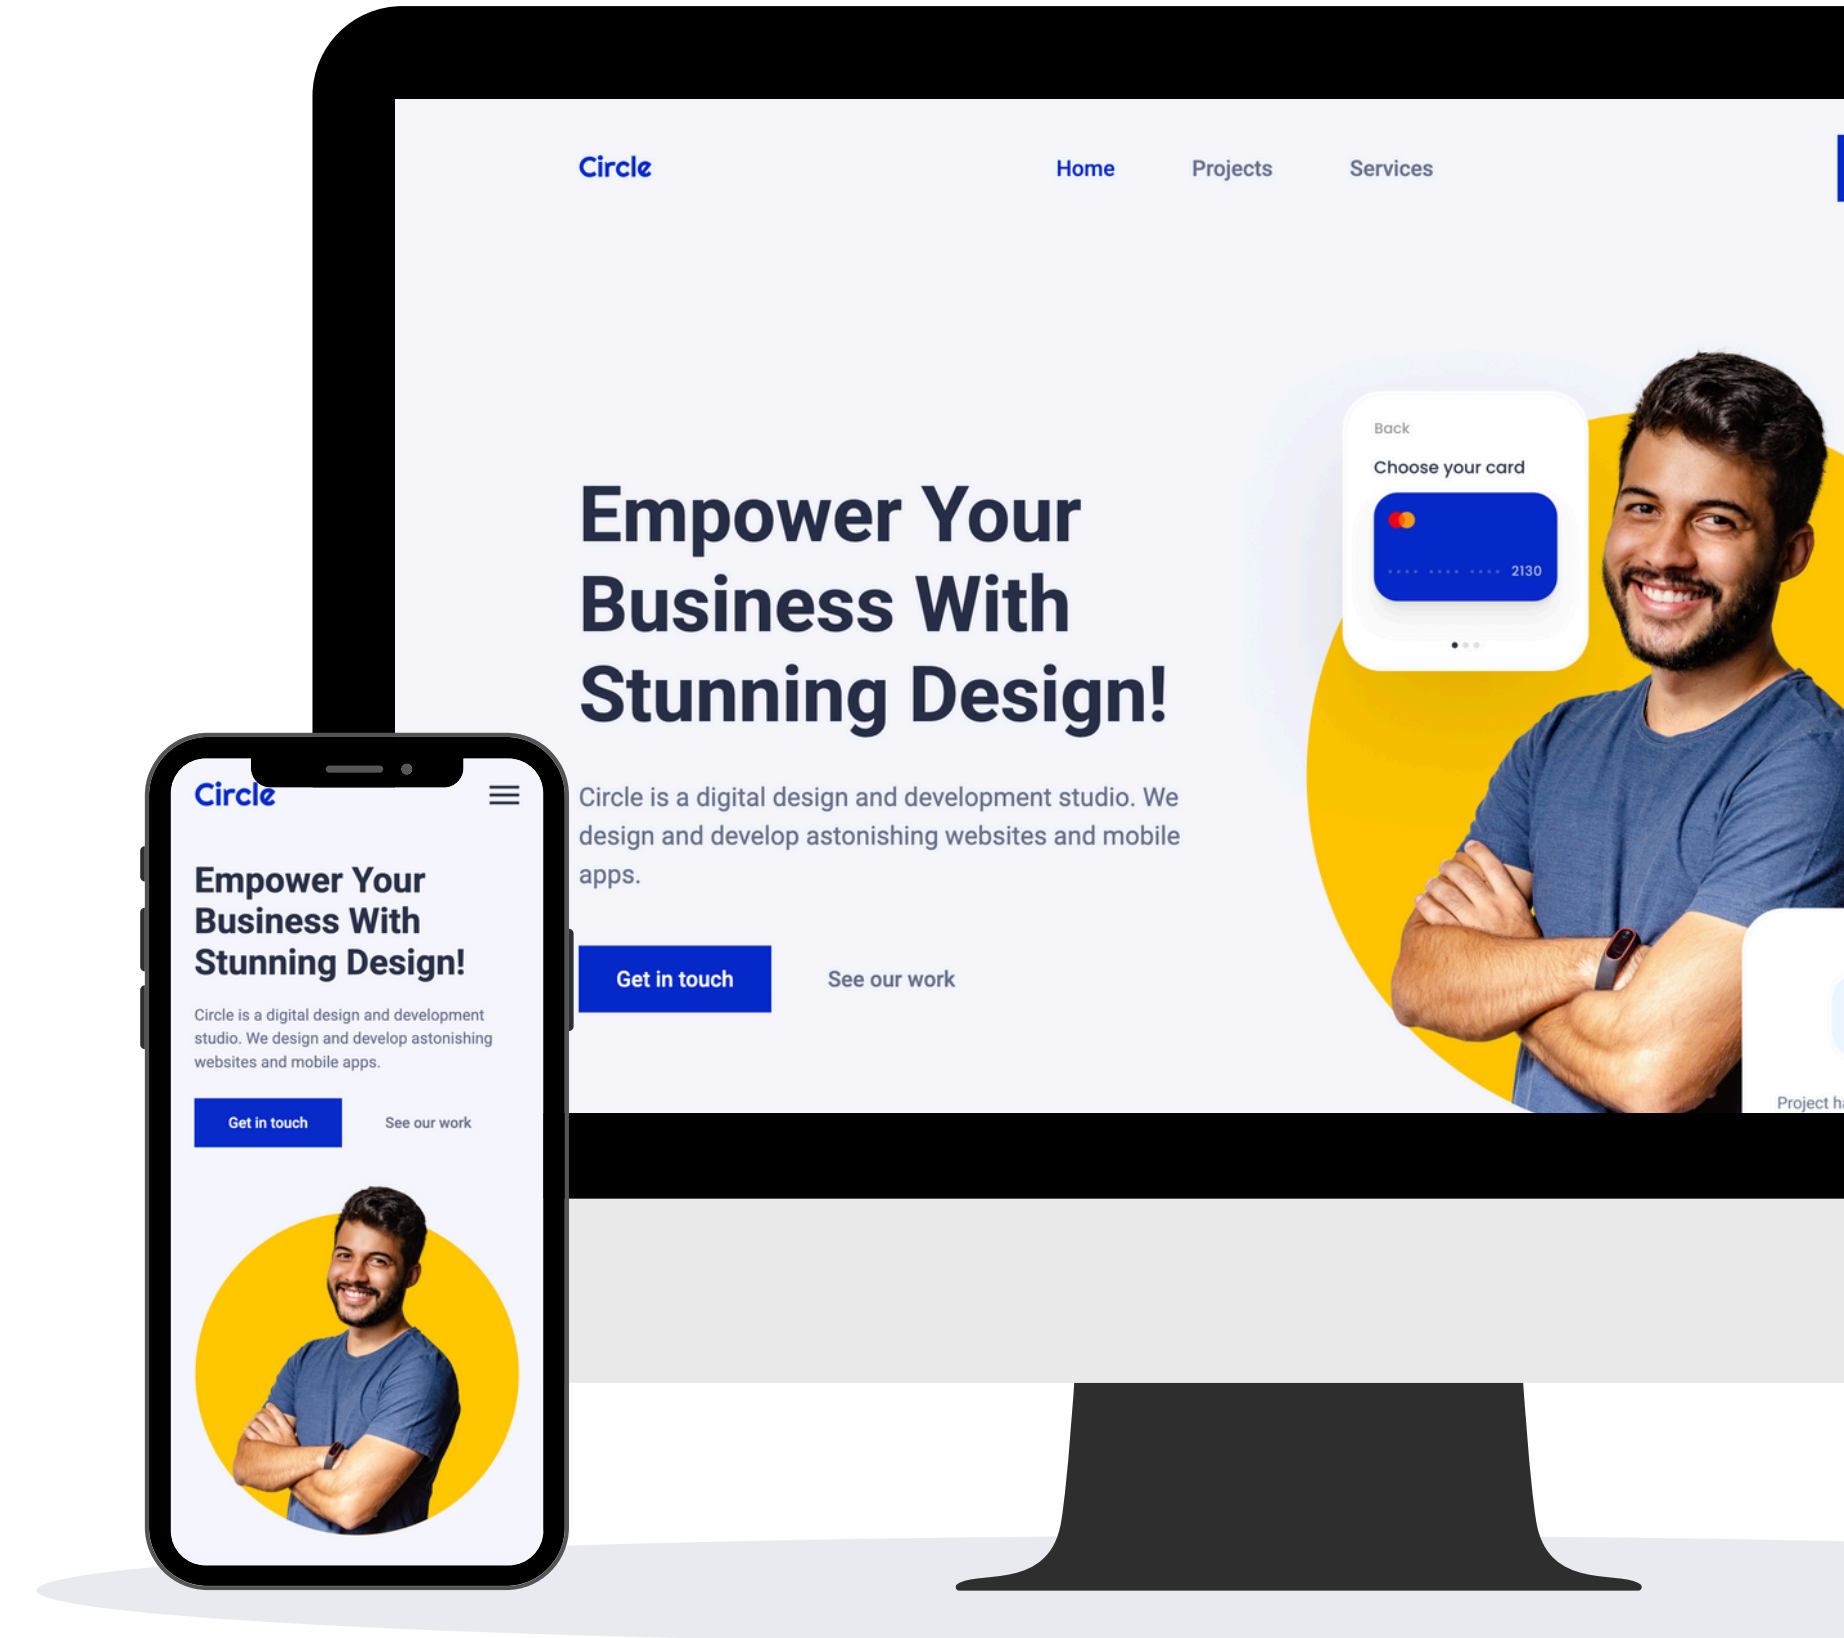 Circle
Home
Projects
Services
Empower Your
Business With
Stunning Design!
Circle is a digital design and development studio. We
design and develop astonishing websites and mobile
apps.
Get in touch
See our work
Back
Choose your card
2130
Project
Circle
Empower Your
Business With
Stunning Design!
Circle is a digital design and development
studio. We design and develop astonishing
websites and mobile apps.
Get in touch
See our work